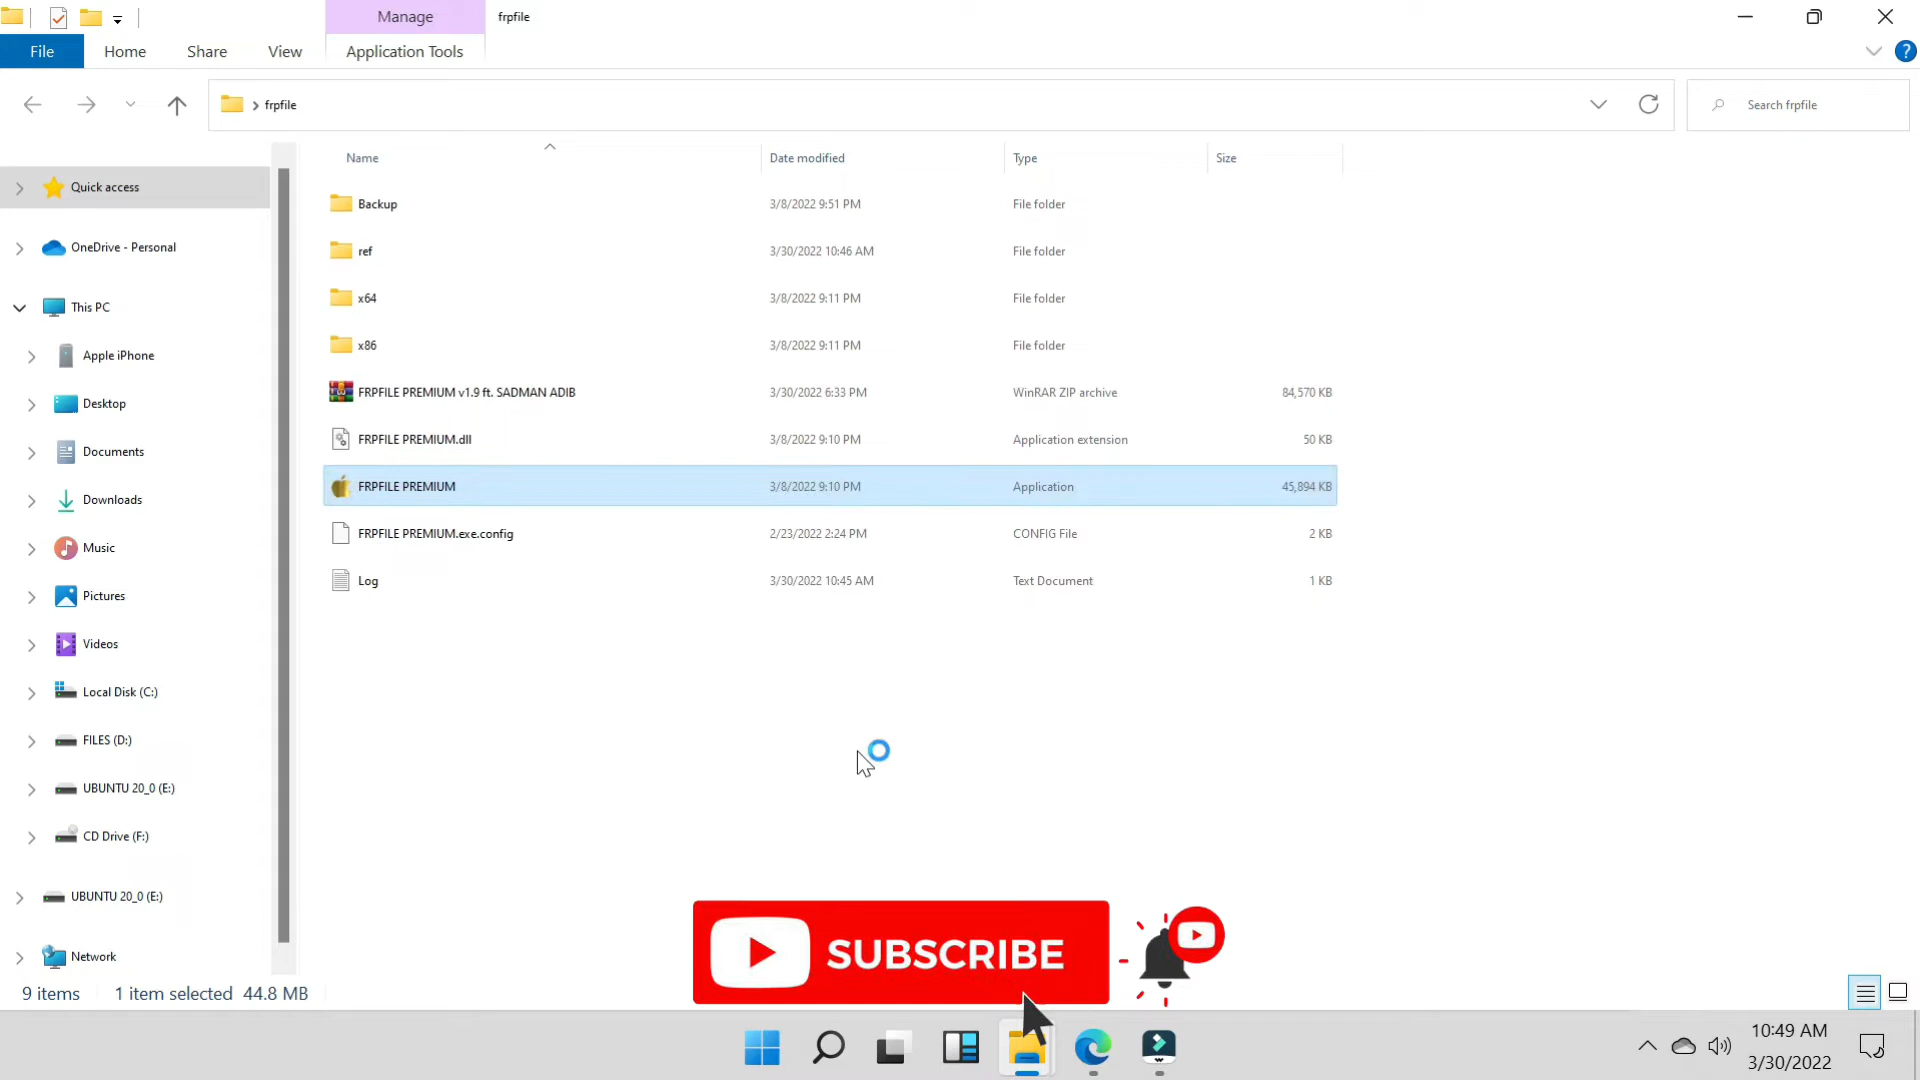 Manage
frpfile
File
Home
Share
View
Application Tools
?
frpfile
Search frpfile
Name
Date modified
Type
Size
Quick access
OneDrive - Personal
This PC
Apple iPhone
Desktop
Documents
Downloads
Music
Pictures
Videos
Local Disk (C:)
FILES (D:)
UBUNTU 20_0 (E:)
CD Drive (F:)
UBUNTU 20_0 (E:)
Network
Backup 3/8/2022 9:51 PM File folder
ref 3/30/2022 10:46 AM File folder
x64 3/8/2022 9:11 PM File folder
x86 3/8/2022 9:11 PM File folder
FRPFILE PREMIUM v1.9 ft. SADMAN ADIB 3/30/2022 6:33 PM WinRAR ZIP archive 84,570 KB
FRPFILE PREMIUM.dll 3/8/2022 9:10 PM Application extension 50 KB
FRPFILE PREMIUM 3/8/2022 9:10 PM Application 45,894 KB
FRPFILE PREMIUM.exe.config 2/23/2022 2:24 PM CONFIG File 2 KB
Log 3/30/2022 10:45 AM Text Document 1 KB
SUBSCRIBE
9 items 1 item selected 44.8 MB
10:49 AM
3/30/2022